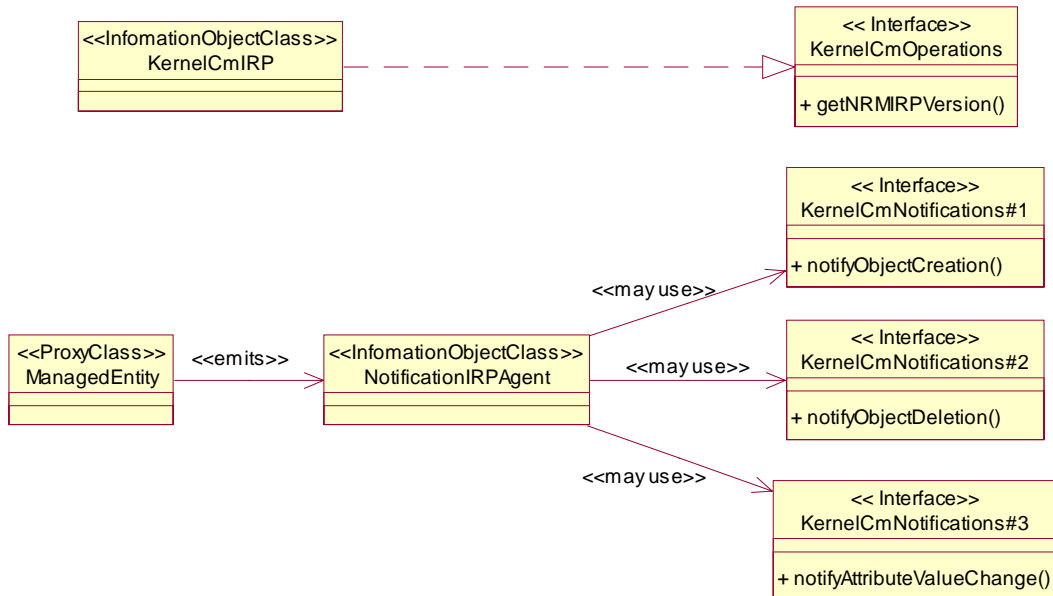 <<InfomationObjectClass>>
KernelCmIRP
<< Interface>>
KernelCmOperations
+ getNRMIRPVersion()
<< Interface>>
KernelCmNotifications#1
+ notifyObjectCreation()
<<may use>>
<<ProxyClass>>
ManagedEntity
<<emits>>
<<InfomationObjectClass>>
NotificationIRPAgent
<<may use>>
<< Interface>>
KernelCmNotifications#2
+ notifyObjectDeletion()
<<may use>>
<< Interface>>
KernelCmNotifications#3
+ notifyAttributeValueChange()